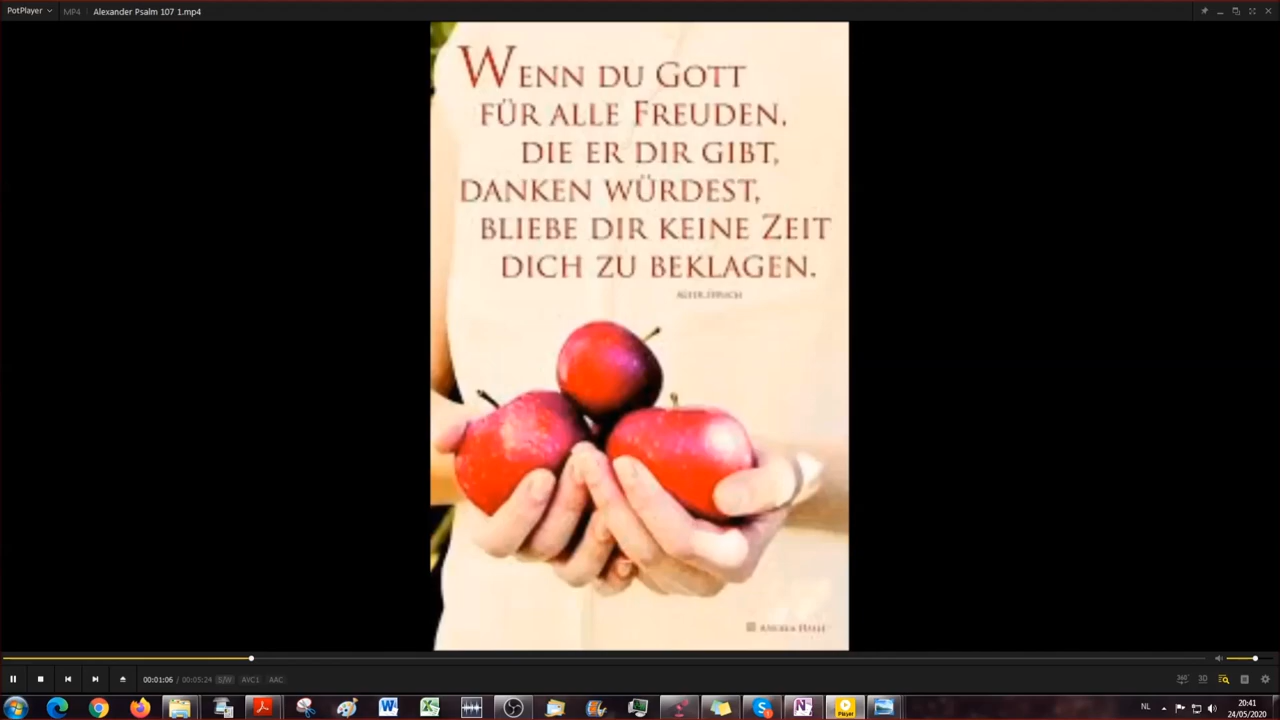 PotPlayer
MP4
Alexander Psalm 107 1.mp4
WENN DU GOTT
FÜR ALLE FREUDEN,
DIE ER DIR GIBT,
DANKEN WÜRDEST,
BLIEBE DIR KEINE ZEIT
DICH ZU BEKLAGEN.
ALTER SPRUCH
00:01:06 / 00:05:24 S/W AVC1 AAC
360° 3D
NL
20:41
24/05/2020